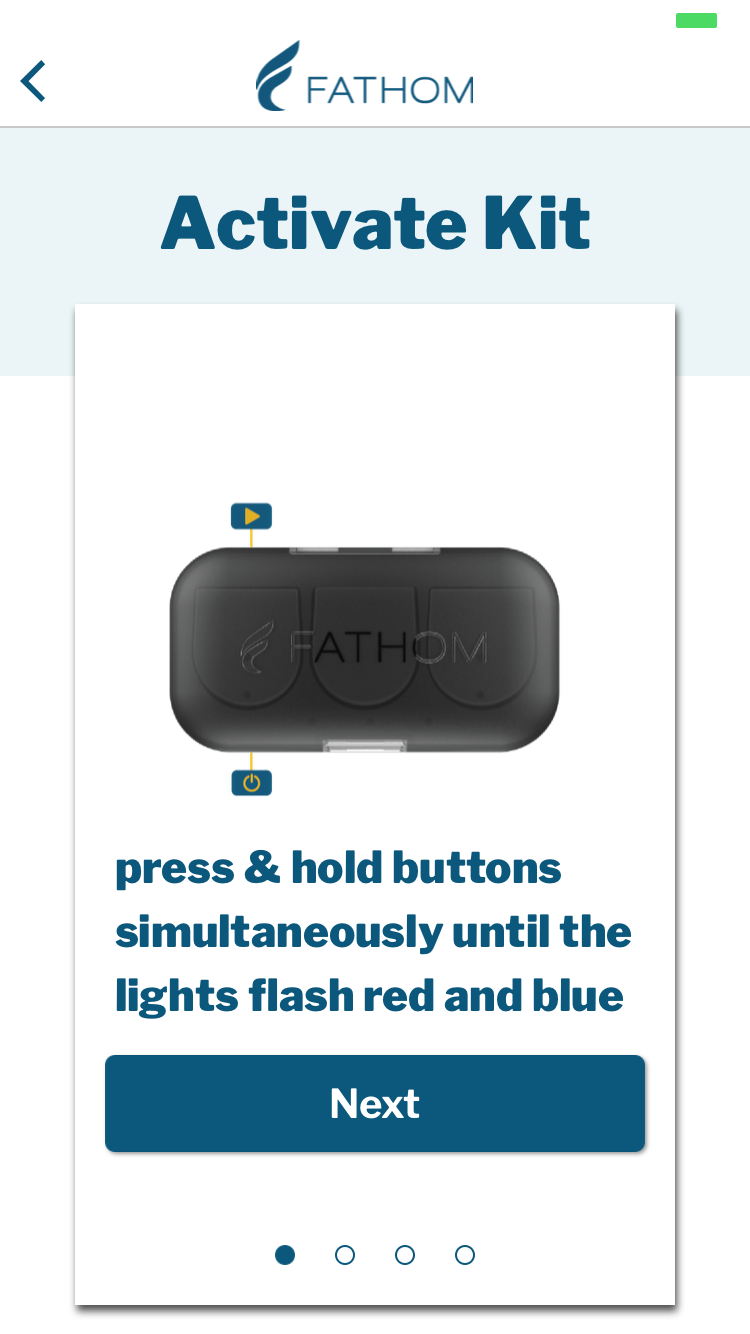 FATHOM
Activate Kit
FATHOM
press & hold buttons
simultaneously until the
lights flash red and blue
Next